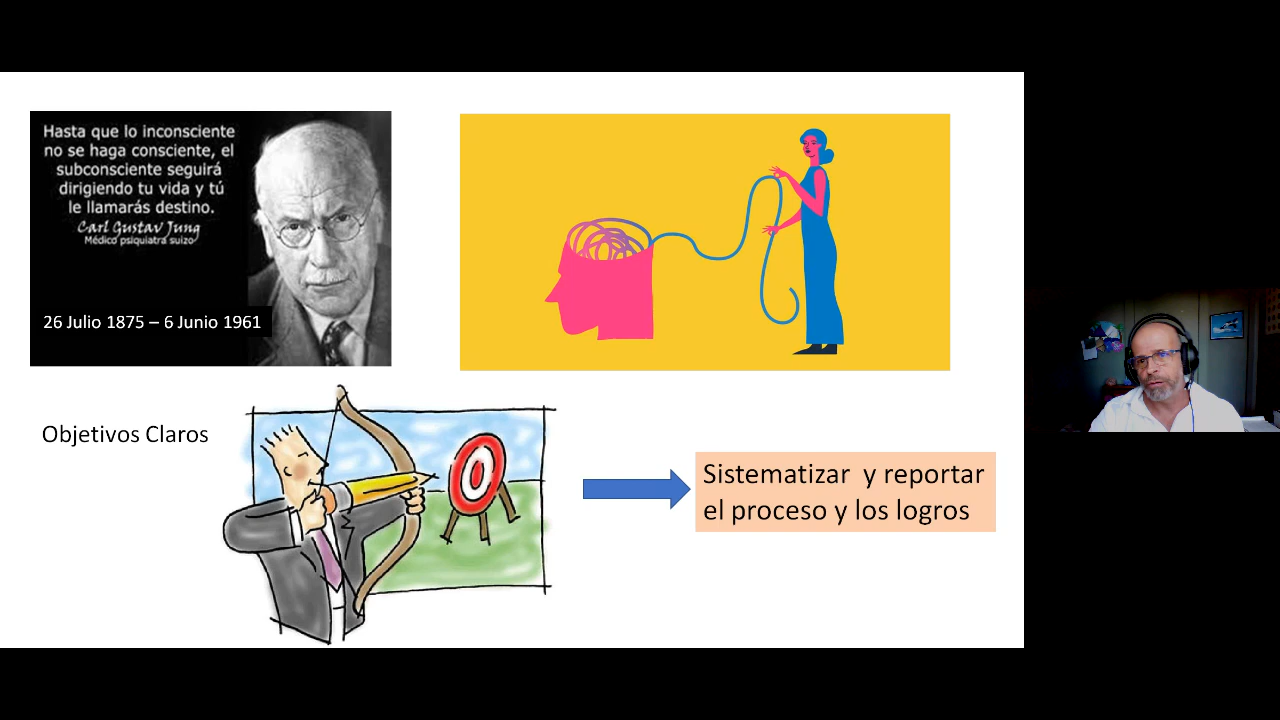 Hasta que lo inconsciente
no se haga consciente, el
subconsciente seguirá
dirigiendo tu vida y tú
le llamarás destino.
Carl Gustav Jung
Médico psiquiatra suizo
26 Julio 1875 – 6 Junio 1961
Objetivos Claros
Sistematizar  y reportar
el proceso y los logros